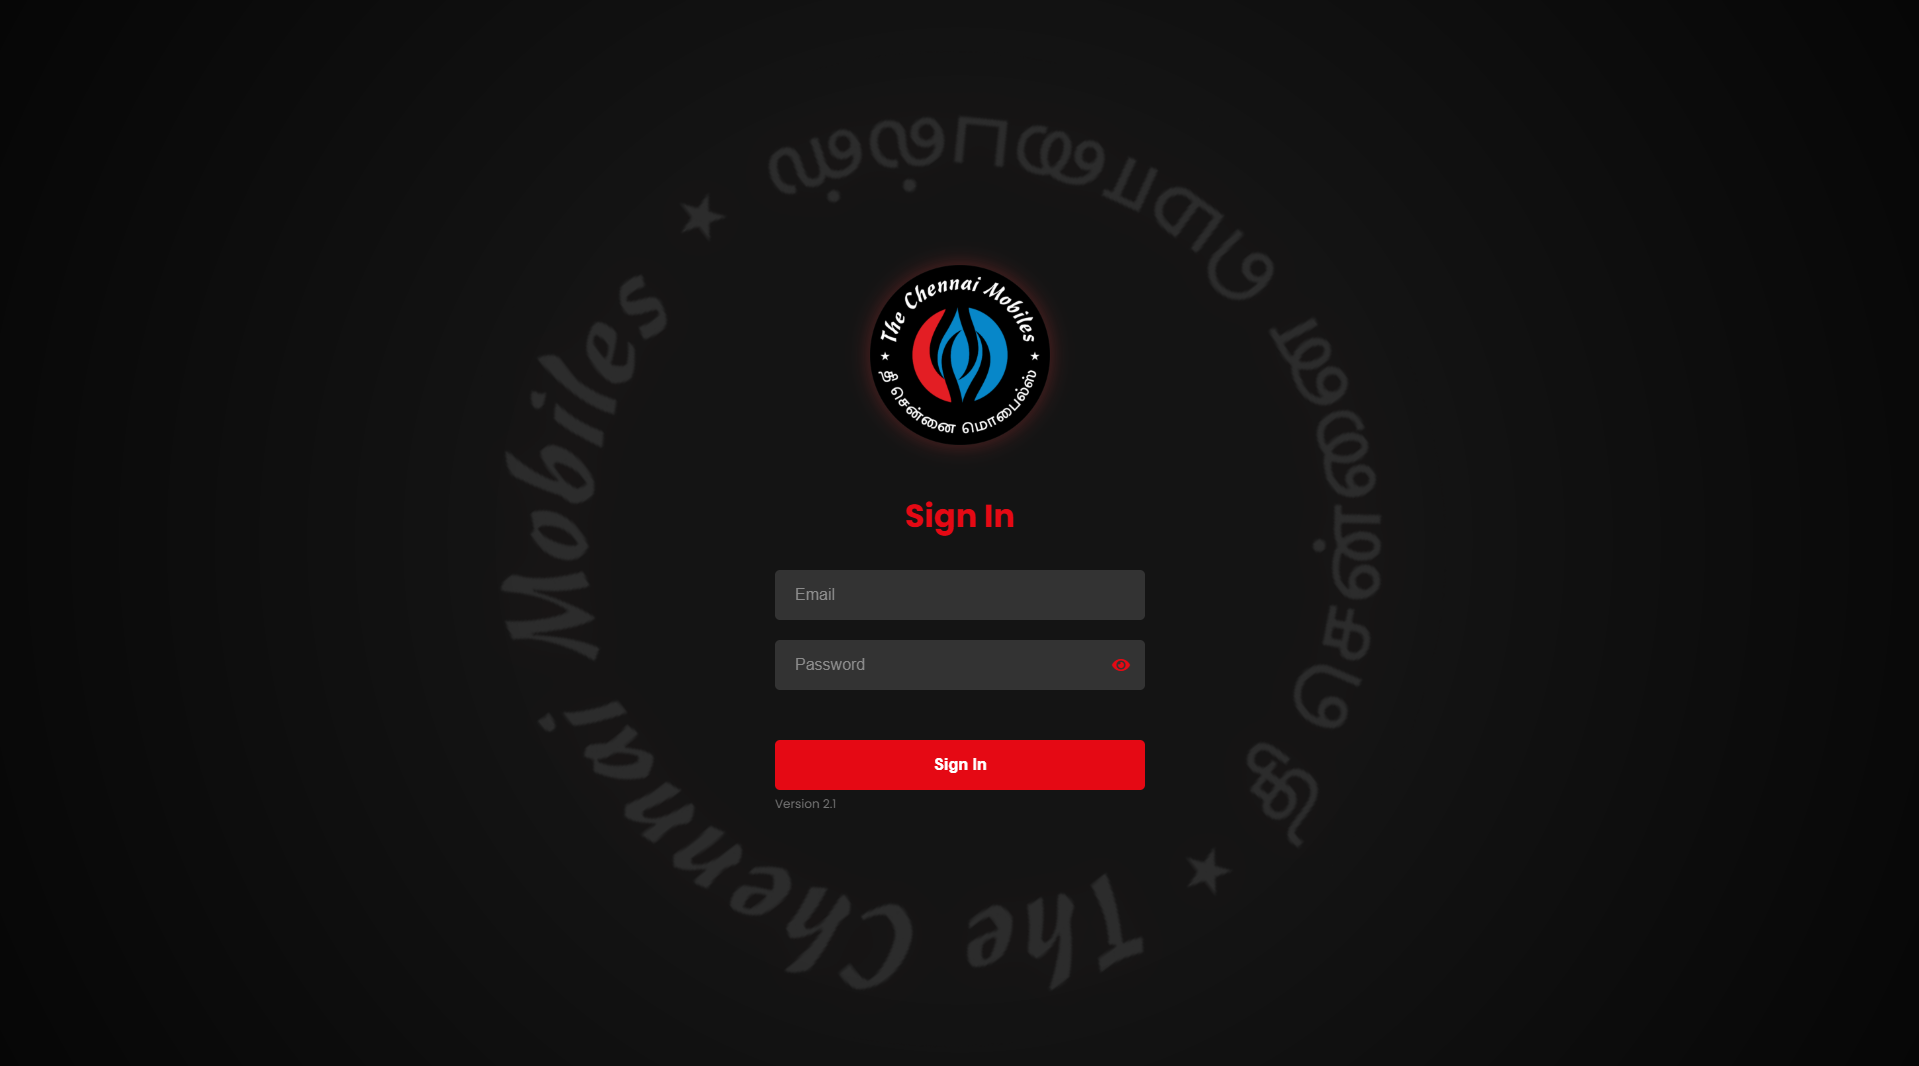 The Chennai Mobiles ★ தி சென்னை மொபைல்ஸ் ★
The Chennai Mobiles
★ ★
தி சென்னை மொபைல்ஸ்
Sign In
Email
Password
Sign In
Version 2.1